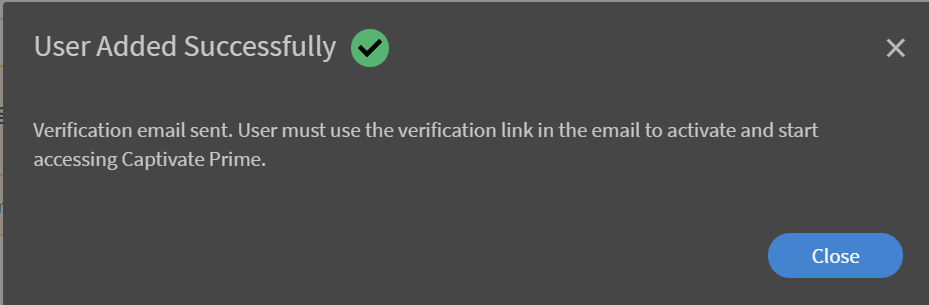 User Added Successfully
Verification email sent. User must use the verification link in the email to activate and start
accessing Captivate Prime.
Close